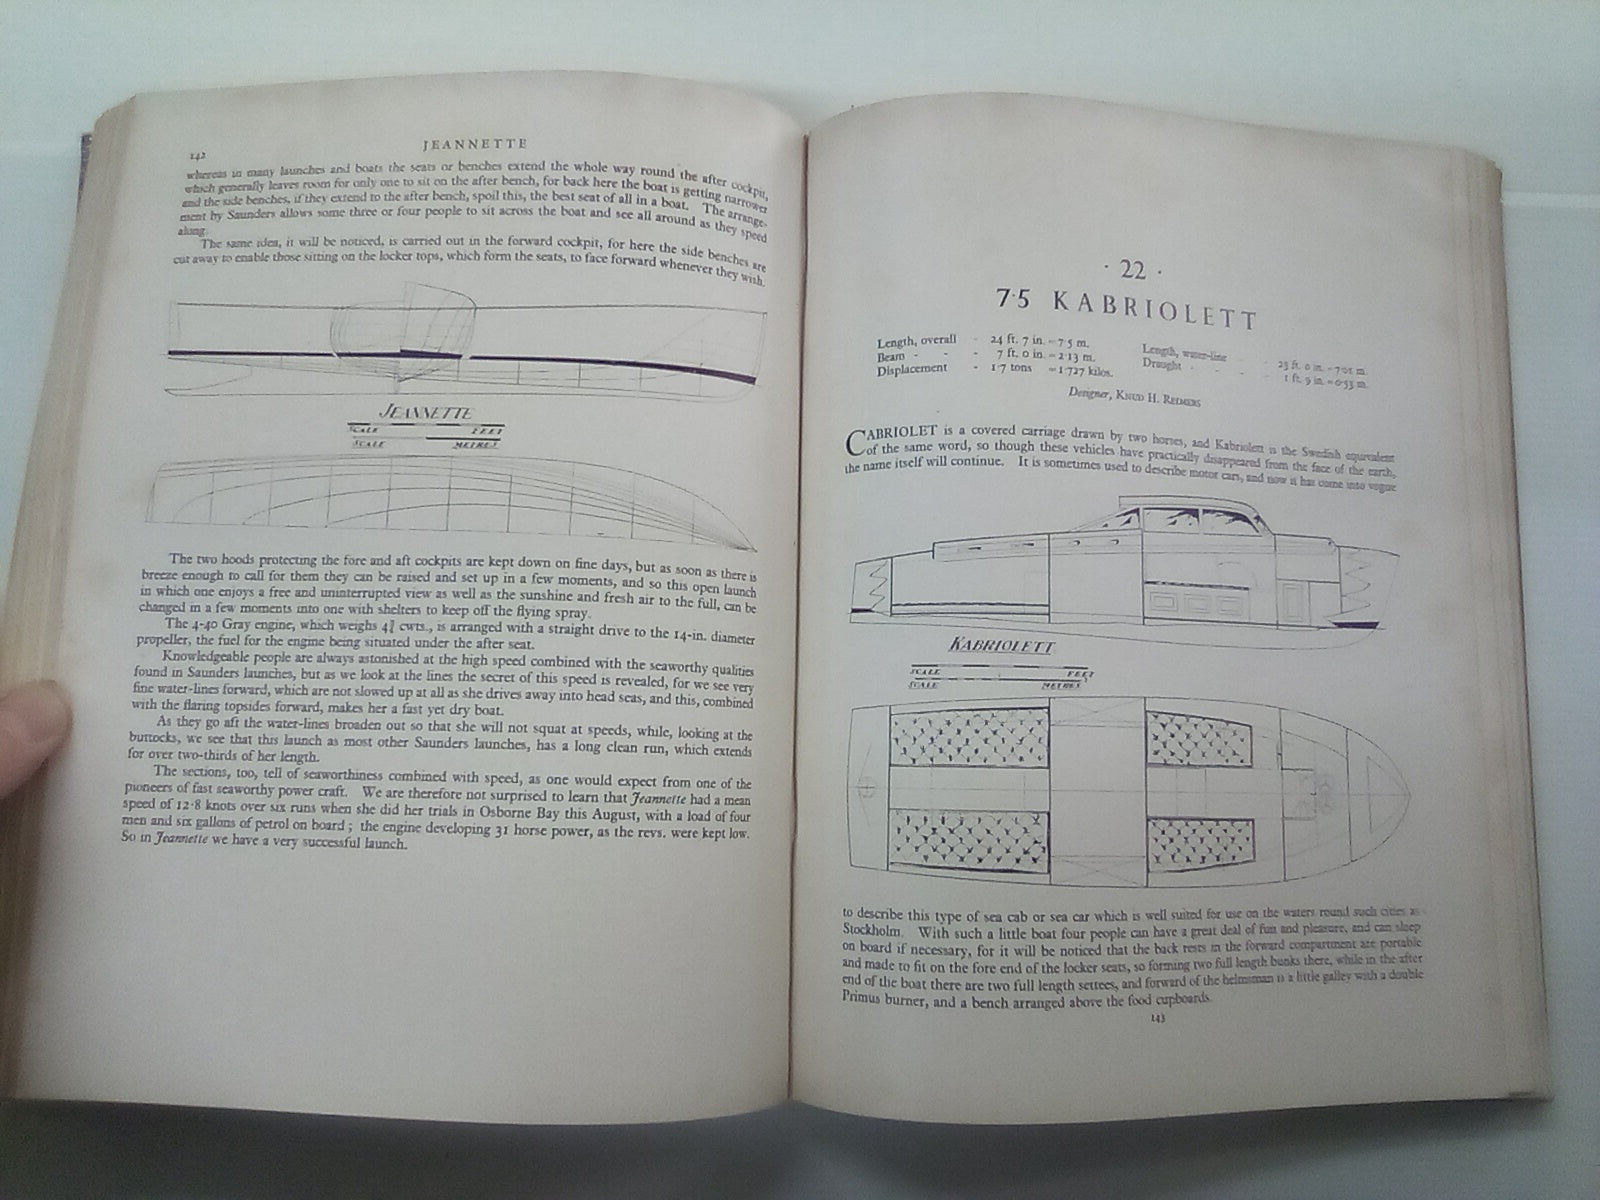 142
JEANNETTE
whereas in many launches and boats the seats or benches extend the whole way round the after cockpit,
which generally leaves room for only one to sit on the after bench, for back here the boat is getting narrower
and the side benches, if they extend to the after bench, spoil this, the best seat of all in a boat. The arrange-
ment by Saunders allows some three or four people to sit across the boat and see all around as they speed
along.
The same idea, it will be noticed, is carried out in the forward cockpit, for here the side benches are
cut away to enable those sitting on the locker tops, which form the seats, to face forward whenever they wish.
JEANNETTE
SCALE FEET
SCALE METRES
The two hoods protecting the fore and aft cockpits are kept down on fine days, but as soon as there is
breeze enough to call for them they can be raised and set up in a few moments, and so this open launch
in which one enjoys a free and uninterrupted view as well as the sunshine and fresh air to the full, can be
changed in a few moments into one with shelters to keep off the flying spray.
The 4-40 Gray engine, which weighs 4¾ cwts., is arranged with a straight drive to the 14-in. diameter
propeller, the fuel for the engine being situated under the after seat.
Knowledgeable people are always astonished at the high speed combined with the seaworthy qualities
found in Saunders launches, but as we look at the lines the secret of this speed is revealed, for we see very
fine water-lines forward, which are not slowed up at all as she drives away into head seas, and this, combined
with the flaring topsides forward, makes her a fast yet dry boat.
As they go aft the water-lines broaden out so that she will not squat at speeds, while, looking at the
buttocks, we see that this launch as most other Saunders launches, has a long clean run, which extends
for over two-thirds of her length.
The sections, too, tell of seaworthiness combined with speed, as one would expect from one of the
pioneers of fast seaworthy power craft. We are therefore not surprised to learn that Jeannette had a mean
speed of 12·8 knots over six runs when she did her trials in Osborne Bay this August, with a load of four
men and six gallons of petrol on board ; the engine developing 31 horse power, as the revs. were kept low.
So in Jeannette we have a very successful launch.
· 22 ·
7·5 KABRIOLETT
Length, overall - 24 ft. 7 in. = 7·5 m.
Beam - - - 7 ft. 0 in. = 2·13 m.
Displacement - 1·7 tons = 1·727 kilos.
Length, water-line - - 23 ft. 0 in. = 7·01 m.
Draught - - - - 1 ft. 9 in. = 0·53 m.
Designer, KNUD H. REIMERS
CABRIOLET is a covered carriage drawn by two horses, and Kabriolett is the Swedish equivalent
of the same word, so though these vehicles have practically disappeared from the face of the earth,
the name itself will continue. It is sometimes used to describe motor cars, and now it has come into vogue
KABRIOLETT
SCALE FEET
SCALE METRES
to describe this type of sea cab or sea car which is well suited for use on the waters round such cities as
Stockholm. With such a little boat four people can have a great deal of fun and pleasure, and can sleep
on board if necessary, for it will be noticed that the back rests in the forward compartment are portable
and made to fit on the fore end of the locker seats, so forming two full length bunks there, while in the after
end of the boat there are two full length settees, and forward of the helmsman is a little galley with a double
Primus burner, and a bench arranged above the food cupboards.
143